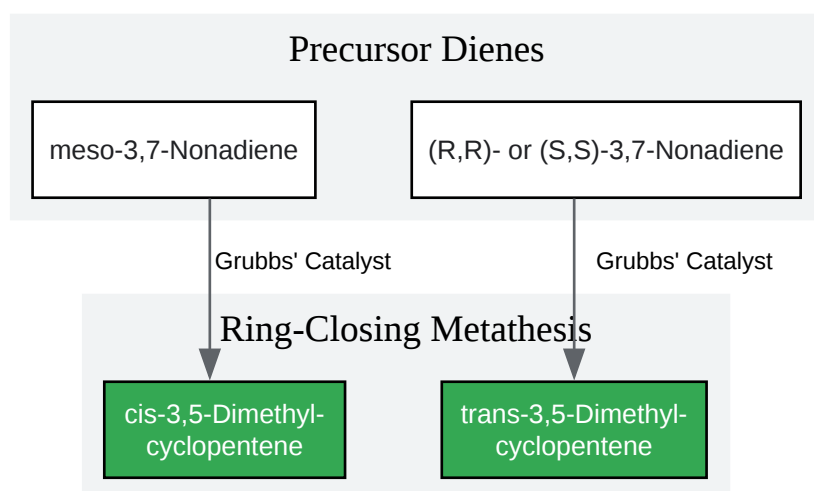 Precursor Dienes
meso-3,7-Nonadiene
(R,R)- or (S,S)-3,7-Nonadiene
Grubbs' Catalyst
Grubbs' Catalyst
Ring-Closing Metathesis
cis-3,5-Dimethyl-
cyclopentene
trans-3,5-Dimethyl-
cyclopentene